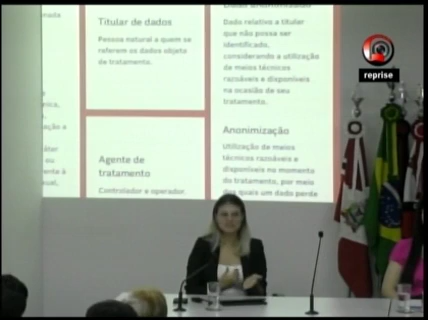 Titular de dados
Pessoa natural a quem se
referem os dados objeto
de tratamento.
Agente de
tratamento
Controlador e operador.
Dado relativo a titular
que não possa ser
identificado,
considerando a utilização
de meios técnicos
razoáveis e disponíveis
na ocasião de seu
tratamento.
Anonimização
Utilização de meios
técnicos razoáveis e
disponíveis no momento
do tratamento, por meio
dos quais um dado perde
reprise